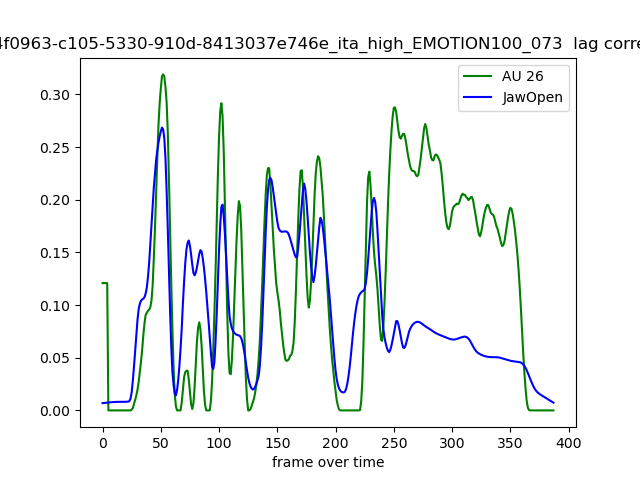 4f0963-c105-5330-910d-8413037e746e_ita_high_EMOTION100_073 lag corre
AU 26
JawOpen
0.30
0.25
0.20
0.15
0.10
0.05
0.00
0 50 100 150 200 250 300 350 400
frame over time